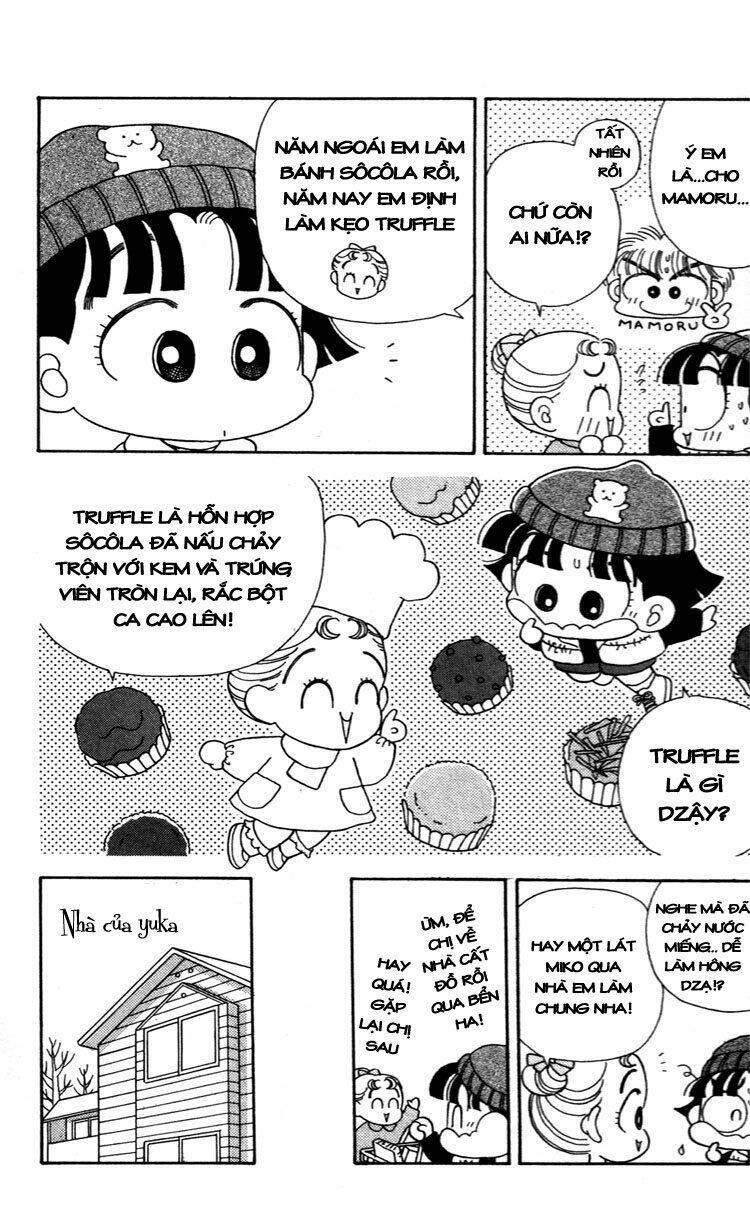 Ý EM
LÀ...CHO
MAMORU...
TẤT
NHIÊN
RỒI
CHỨ CÒN
AI NỮA!?
MAMORU
NĂM NGOÁI EM LÀM
BÁNH SÔCÔLA RỒI,
NĂM NAY EM ĐỊNH
LÀM KẸO TRUFFLE
TRUFFLE
LÀ GÌ
DZẬY?
TRUFFLE LÀ HỖN HỢP
SÔCÔLA ĐÃ NẤU CHẢY
TRỘN VỚI KEM VÀ TRỨNG,
VIÊN TRÒN LẠI, RẮC BỘT
CA CAO LÊN!
NGHE MÀ ĐÃ
CHẢY NƯỚC
MIẾNG.. DỄ
LÀM HÔNG
DZẠ!?
HAY MỘT LÁT
MIKO QUA
NHÀ EM LÀM
CHUNG NHA!
ỪM, ĐỂ
CHỊ VỀ
NHÀ CẤT
ĐỒ RỒI
QUA BỂN
HA!
HAY
QUÁ!
GẶP
LẠI CHỊ
SAU
Nhà của yuka